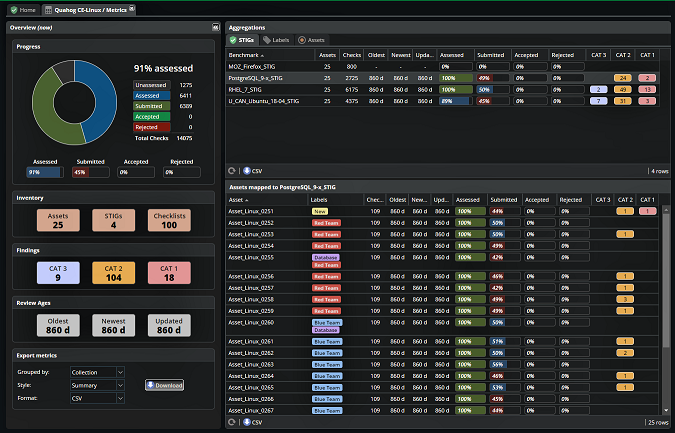 Home
Quahog CE-Linux / Metrics
Overview (now)
Progress
91% assessed
Unassessed 1275
Assessed 6411
Submitted 6389
Accepted 0
Rejected 0
Total Checks 14075
Assessed Submitted Accepted Rejected
91% 45% 0% 0%
Inventory
Assets STIGs Checklists
25 4 100
Findings
CAT 3 CAT 2 CAT 1
9 104 18
Review Ages
Oldest Newest Updated
860 d 860 d 860 d
Export metrics
Grouped by: Collection
Style: Summary Download
Format: CSV
Aggregations
STIGs Labels Assets
Benchmark Assets Checks Oldest Newest Upda... Assessed Submitted Accepted Rejected CAT 3 CAT 2 CAT 1
MOZ_Firefox_STIG 25 800 - - - 0% 0% 0% 0%
PostgreSQL_9-x_STIG 25 2725 860 d 860 d 860 d 100% 49% 0% 0% 24 2
RHEL_7_STIG 25 6175 860 d 860 d 860 d 100% 50% 0% 0% 2 49 13
U_CAN_Ubuntu_18-04_STIG 25 4375 860 d 860 d 860 d 89% 45% 0% 0% 7 31 3
CSV 4 rows
Assets mapped to PostgreSQL_9-x_STIG
Asset Labels Chec... Oldest New... Upd... Assessed Submitted Accepted Rejected CAT 3 CAT 2 CAT 1
Asset_Linux_0251 New 109 860 d 860 d 860 d 100% 44% 0% 0% 1 1
Asset_Linux_0252 Red Team 109 860 d 860 d 860 d 100% 50% 0% 0%
Asset_Linux_0253 Red Team 109 860 d 860 d 860 d 100% 50% 0% 0% 1
Asset_Linux_0254 Red Team 109 860 d 860 d 860 d 100% 49% 0% 0%
Asset_Linux_0255 Database 109 860 d 860 d 860 d 100% 42% 0% 0%
Red Team
Asset_Linux_0256 Red Team 109 860 d 860 d 860 d 100% 46% 0% 0% 1
Asset_Linux_0257 Red Team 109 860 d 860 d 860 d 100% 42% 0% 0% 1
Asset_Linux_0258 Red Team 109 860 d 860 d 860 d 100% 49% 0% 0% 3
Asset_Linux_0259 Red Team 109 860 d 860 d 860 d 100% 49% 0% 0% 1
Asset_Linux_0260 Blue Team 109 860 d 860 d 860 d 100% 50% 0% 0%
Database
Asset_Linux_0261 Blue Team 109 860 d 860 d 860 d 100% 51% 0% 0% 1
Asset_Linux_0262 Blue Team 109 860 d 860 d 860 d 100% 50% 0% 0% 2
Asset_Linux_0263 Blue Team 109 860 d 860 d 860 d 100% 56% 0% 0%
Asset_Linux_0264 Blue Team 109 860 d 860 d 860 d 100% 46% 0% 0% 1
Asset_Linux_0265 Blue Team 109 860 d 860 d 860 d 100% 53% 0% 0% 1
Asset_Linux_0266 Blue Team 109 860 d 860 d 860 d 100% 45% 0% 0%
Asset_Linux_0267 Blue Team 109 860 d 860 d 860 d 100% 44% 0% 0%
CSV 25 rows